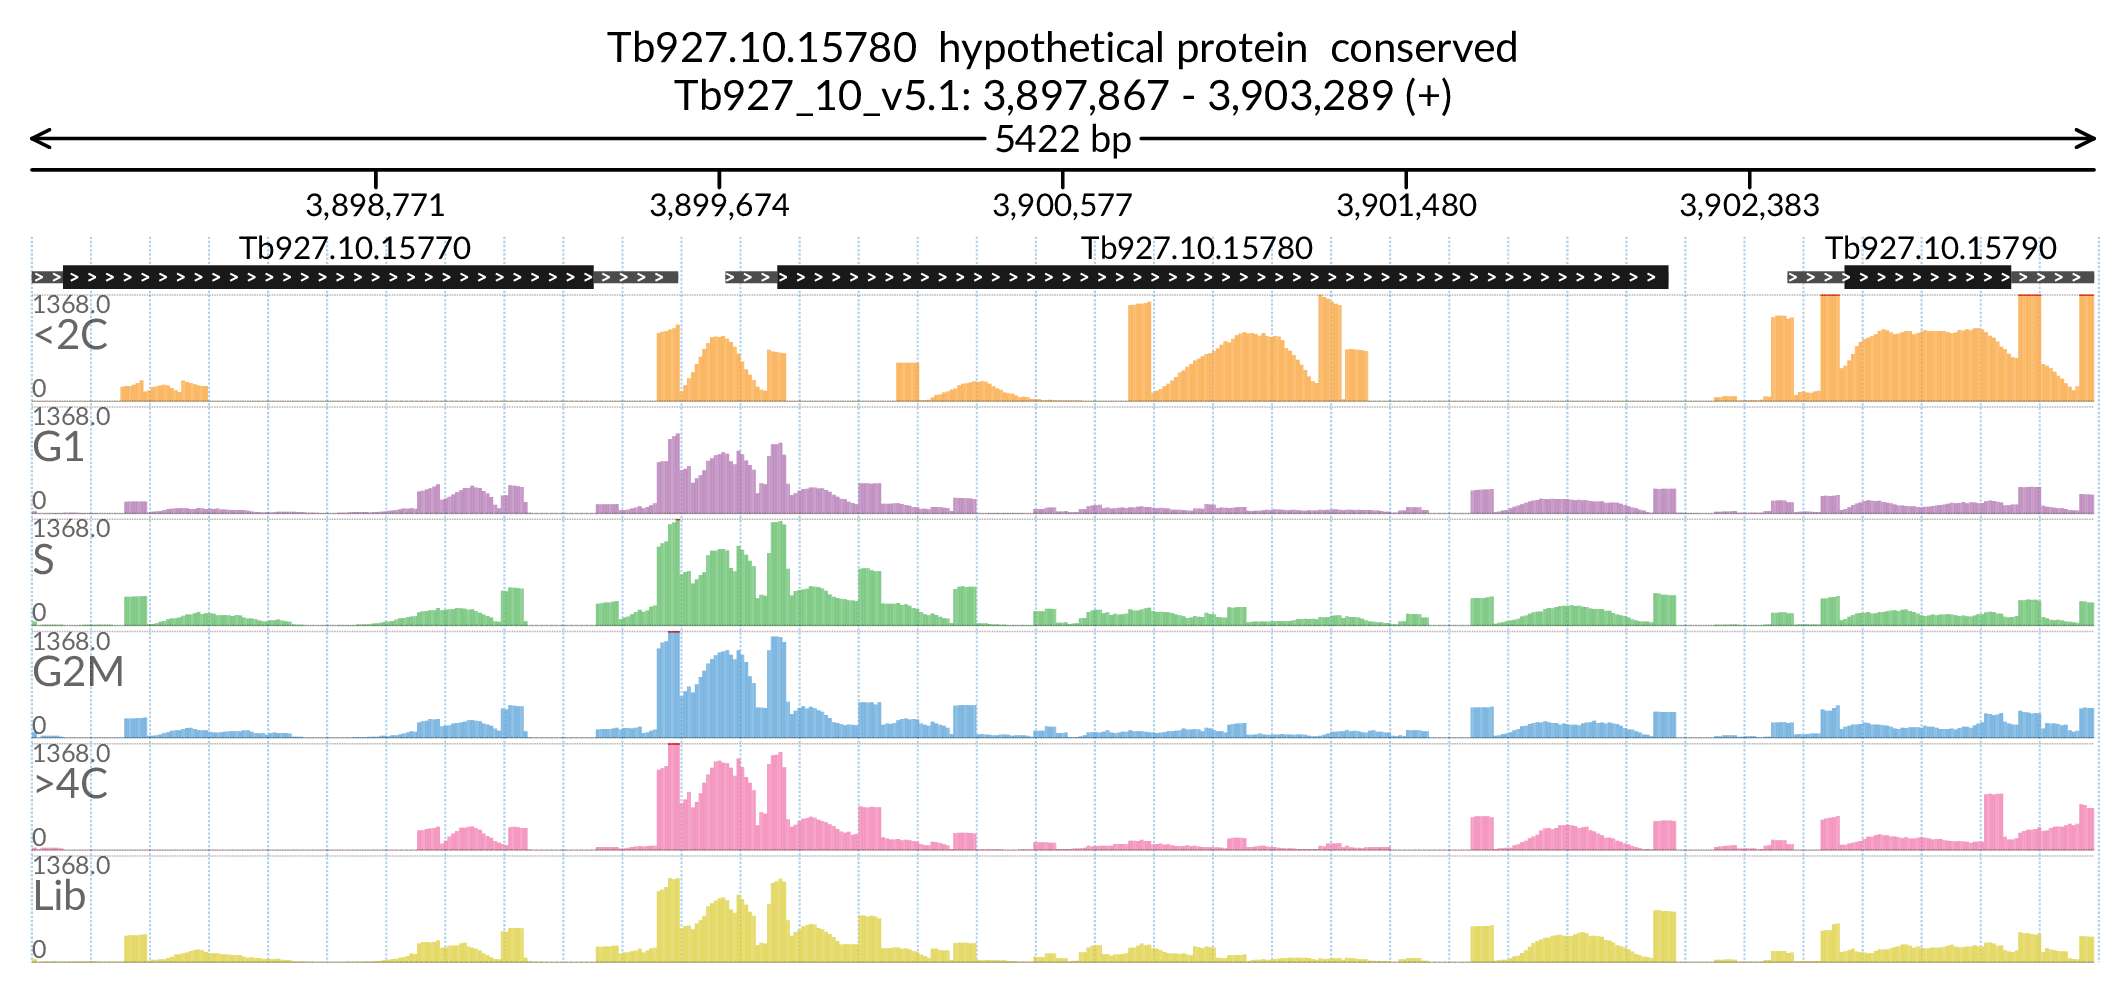 Tb927.10.15780 hypothetical protein conserved
Tb927_10_v5.1: 3,897,867 - 3,903,289 (+)
5422 bp
3,898,771 3,899,674 3,900,577 3,901,480 3,902,383
Tb927.10.15770 Tb927.10.15780 Tb927.10.15790
1368.0
<2C
0
1368.0
G1
0
1368.0
S
0
1368.0
G2M
0
1368.0
>4C
0
1368.0
Lib
0